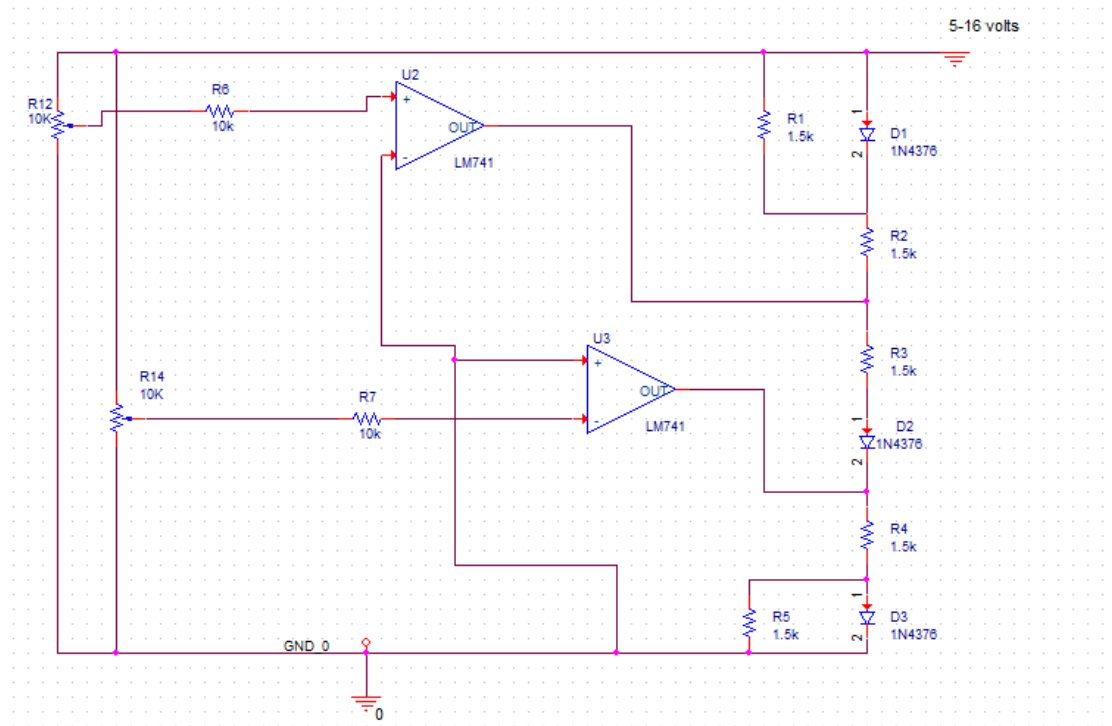 5-16 volts
R12
10K
R6
10k
U2
+
-
OUT
LM741
R1
1.5k
1
D1
1N4376
2
R2
1.5k
R14
10K
R7
10k
U3
+
-
OUT
LM741
R3
1.5k
1
D2
1N4376
2
R4
1.5k
R5
1.5k
1
D3
1N4376
2
GND_0
0